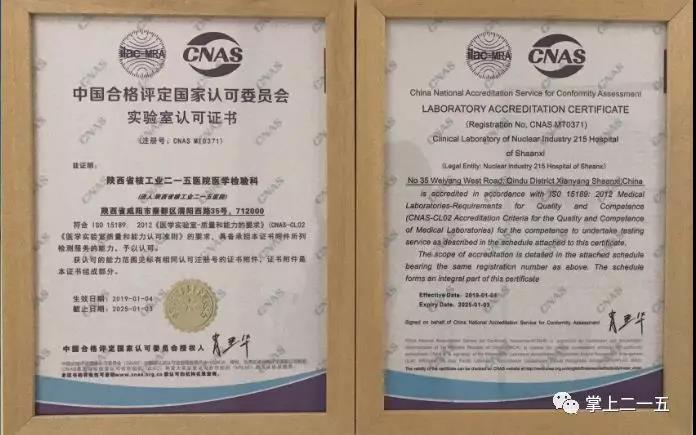 ilac-MRA
CNAS
中国合格评定国家认可委员会
实验室认可证书
(注册号: CNAS MT0371)
兹证明:
陕西省核工业二一五医院医学检验科
(法人:陕西省核工业二一五医院)
陕西省咸阳市秦都区渭阳西路35号, 712000
符合 ISO 15189: 2012《医学实验室-质量和能力的要求》(CNAS-CL02
《医学实验室质量和能力认可准则》)的要求, 具备承担本证书附件所列
检测服务的能力, 予以认可。
获认可的能力范围见标有相同认可注册号的证书附件, 证书附件是
本证书组成部分。
生效日期: 2019-01-04
截止日期: 2025-01-03
中国合格评定国家认可委员会授权人
ilac-MRA
CNAS
China National Accreditation Service for Conformity Assessment
LABORATORY ACCREDITATION CERTIFICATE
(Registration No. CNAS MT0371)
Clinical Laboratory of Nuclear Industry 215 Hospital
of Shaanxi
(Legal Entity: Nuclear Industry 215 Hospital of Shaanxi)
No 35 Weiyang West Road, Qindu District Xianyang Shaanxi,China
is accredited in accordance with ISO 15189: 2012 Medical
Laboratories-Requirements for Quality and Competence
(CNAS-CL02 Accreditation Criteria for the Quality and Competence
of Medical Laboratories) for the competence to undertake testing
service as described in the schedule attached to this certificate.
The scope of accreditation is detailed in the attached schedule
bearing the same registration number as above. The schedule
forms an integral part of this certificate
Effective Date: 2019-01-04
Expiry Date: 2025-01-03
Signed on behalf of China National Accreditation Service for Conformity Assessment
掌上二一五